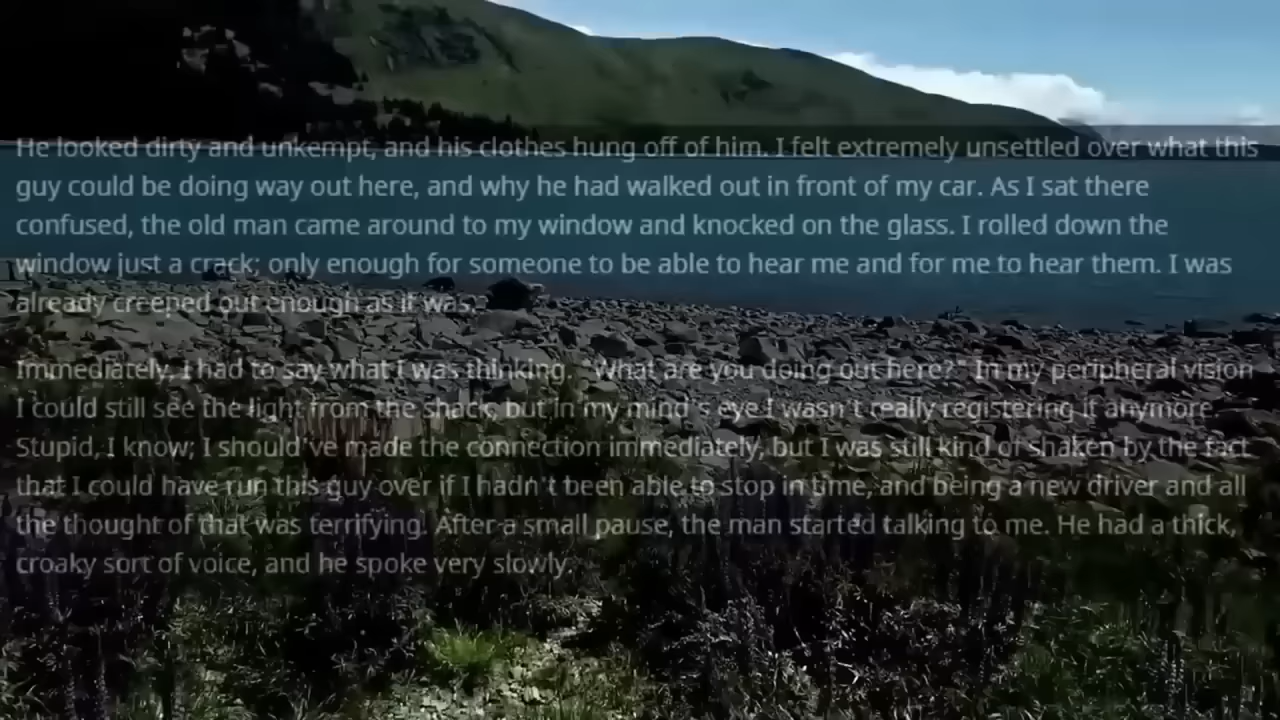 He looked dirty and unkempt, and his clothes hung off of him. I felt extremely unsettled over what this
guy could be doing way out here, and why he had walked out in front of my car. As I sat there
confused, the old man came around to my window and knocked on the glass. I rolled down the
window just a crack; only enough for someone to be able to hear me and for me to hear them. I was
already creeped out enough as it was.
Immediately, I had to say what I was thinking. "What are you doing out here?" In my peripheral vision
I could still see the light from the shack, but in my mind's eye I wasn't really registering it anymore.
Stupid, I know; I should've made the connection immediately, but I was still kind of shaken by the fact
that I could have run this guy over if I hadn't been able to stop in time, and being a new driver and all
the thought of that was terrifying. After a small pause, the man started talking to me. He had a thick,
croaky sort of voice, and he spoke very slowly.